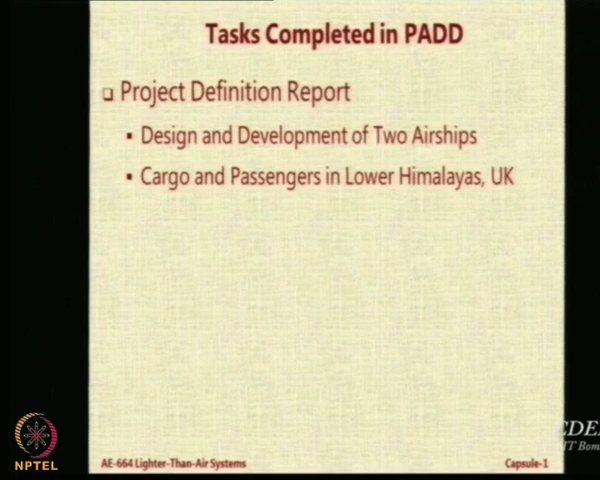 Tasks Completed in PADD
Project Definition Report
Design and Development of Two Airships
Cargo and Passengers in Lower Himalayas, UK
NPTEL
AE-664 Lighter-Than-Air Systems
Capsule-1